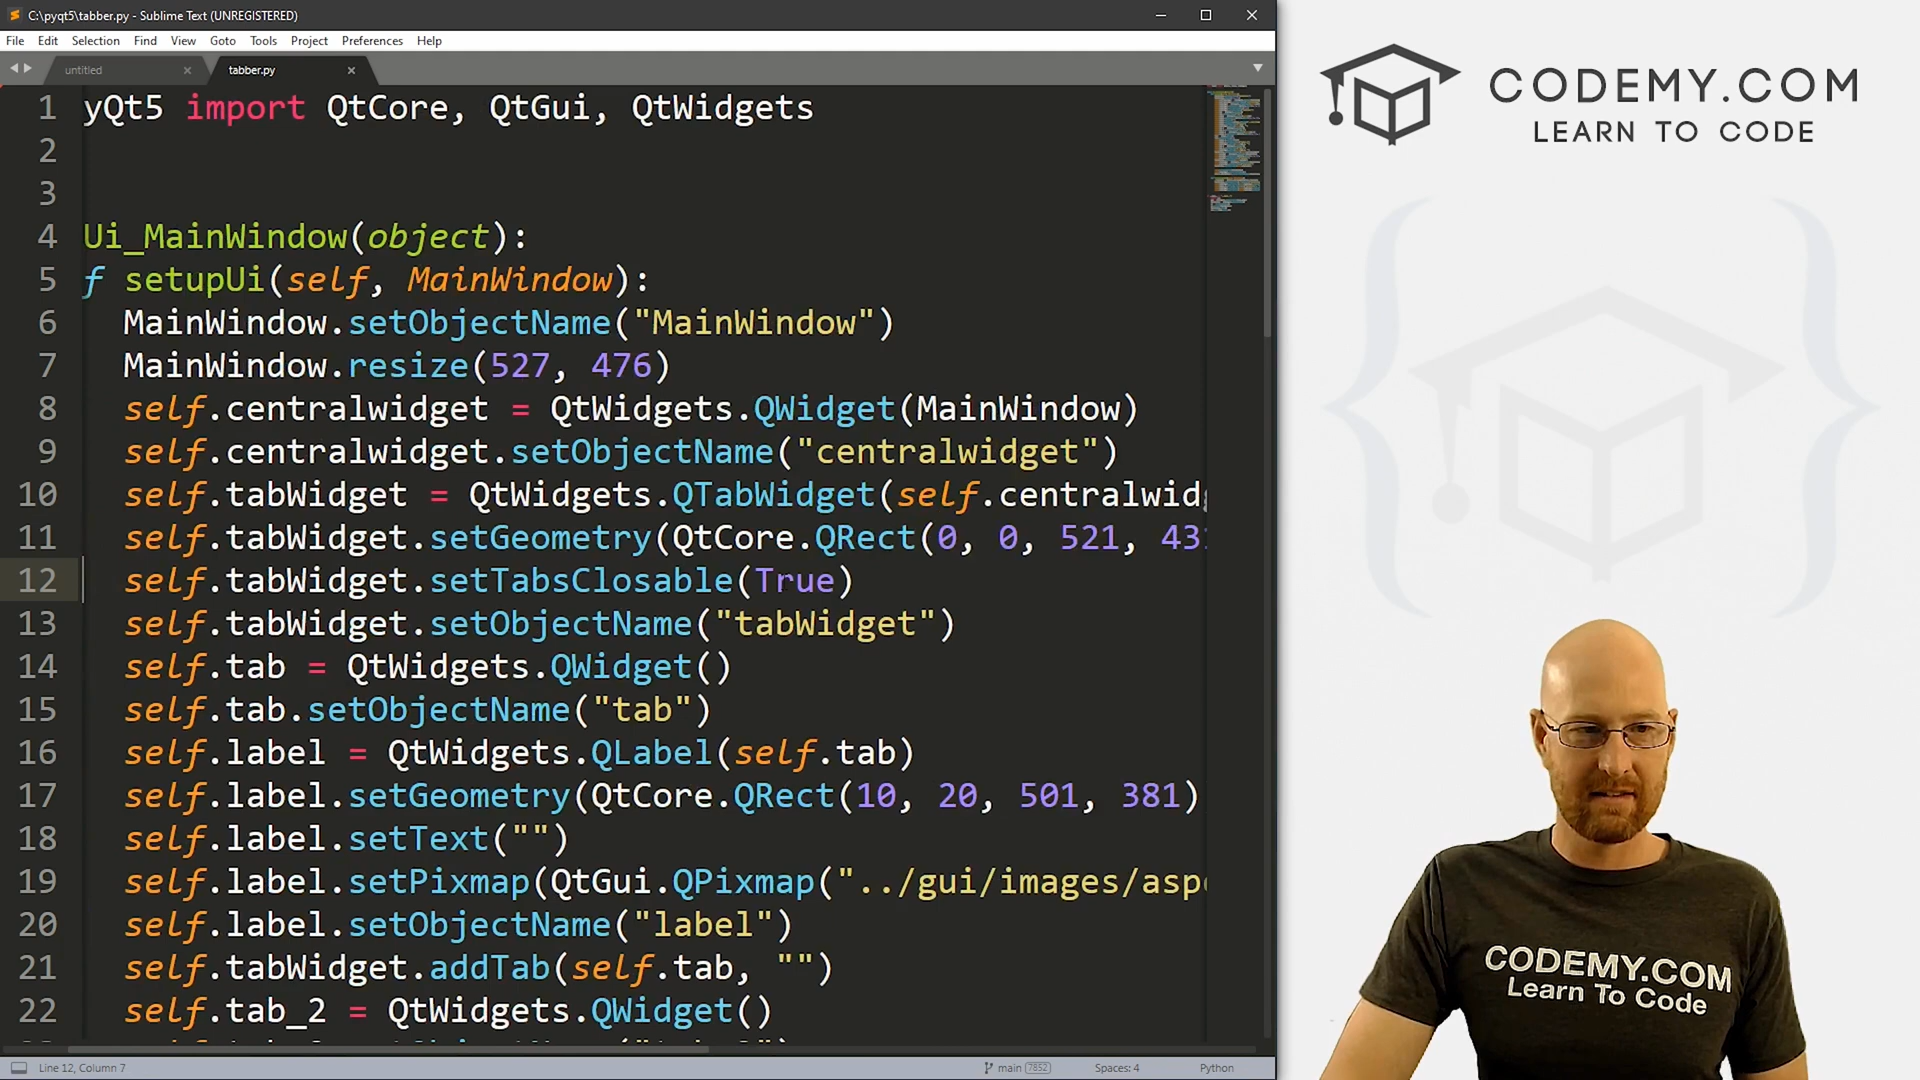 C:\pyqt5\tabber.py - Sublime Text (UNREGISTERED)
File Edit Selection Find View Goto Tools Project Preferences Help
untitled tabber.py
1 yQt5 import QtCore, QtGui, QtWidgets
2
3
4 Ui_MainWindow(object):
5 f setupUi(self, MainWindow):
6 MainWindow.setObjectName("MainWindow")
7 MainWindow.resize(527, 476)
8 self.centralwidget = QtWidgets.QWidget(MainWindow)
9 self.centralwidget.setObjectName("centralwidget")
10 self.tabWidget = QtWidgets.QTabWidget(self.centralwidg
11 self.tabWidget.setGeometry(QtCore.QRect(0, 0, 521, 431
12 self.tabWidget.setTabsClosable(True)
13 self.tabWidget.setObjectName("tabWidget")
14 self.tab = QtWidgets.QWidget()
15 self.tab.setObjectName("tab")
16 self.label = QtWidgets.QLabel(self.tab)
17 self.label.setGeometry(QtCore.QRect(10, 20, 501, 381)
18 self.label.setText("")
19 self.label.setPixmap(QtGui.QPixmap("../gui/images/asp
20 self.label.setObjectName("label")
21 self.tabWidget.addTab(self.tab, "")
22 self.tab_2 = QtWidgets.QWidget()
Line 12, Column 7 main 7852 Spaces: 4 Python
CODEMY.COM
LEARN TO CODE
CODEMY.COM
Learn To Code